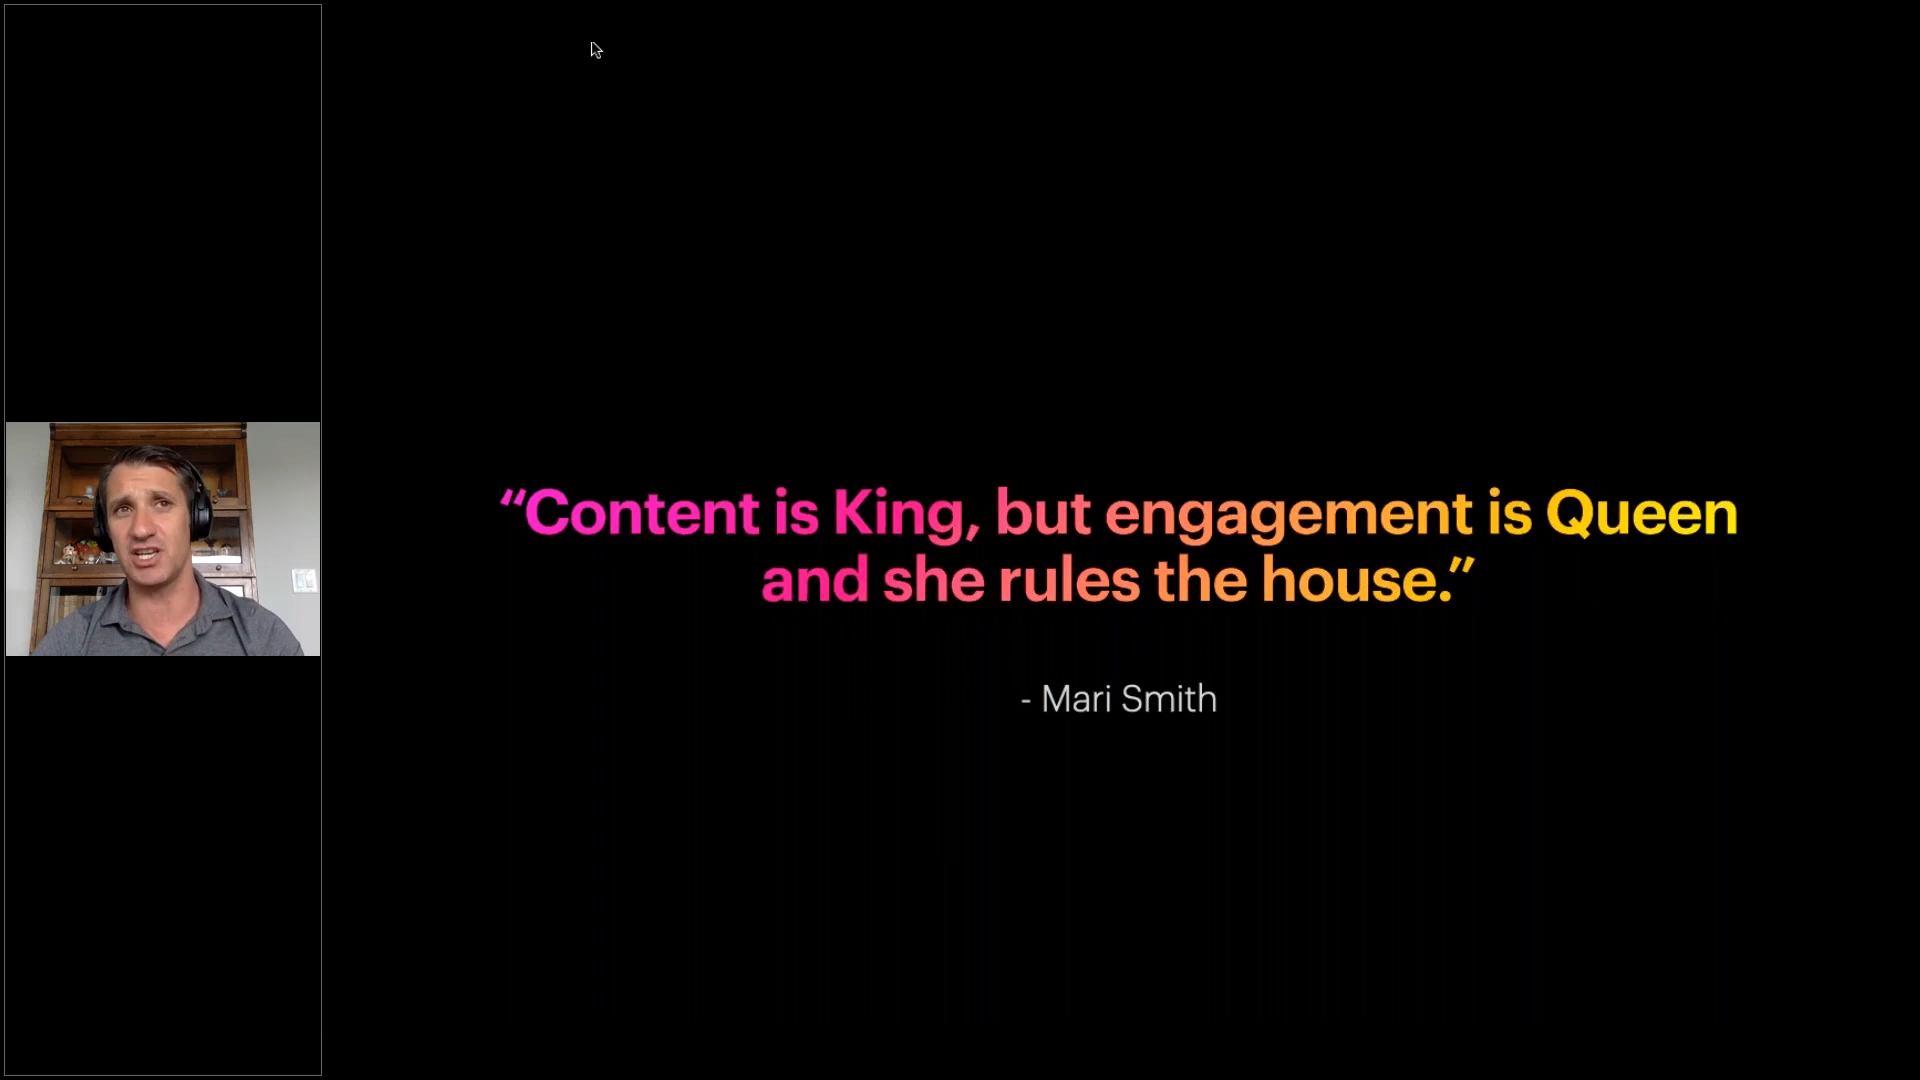 “Content is King, but engagement is Queen
and she rules the house.”
- Mari Smith